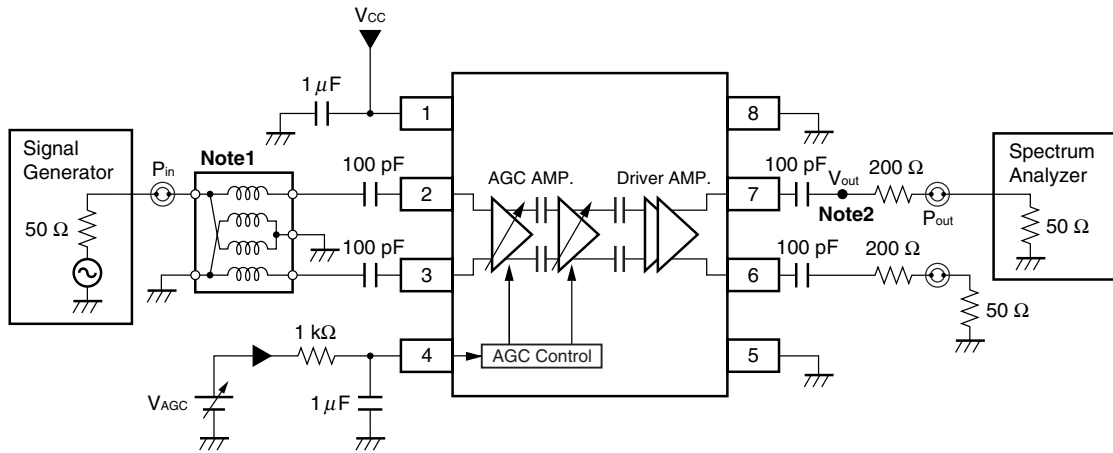 VCC
1 μF
1
8
Signal
Generator
Pin
Note1
50 Ω
100 pF
2
AGC AMP.
Driver AMP.
7
100 pF
Vout
Note2
200 Ω
Pout
Spectrum
Analyzer
50 Ω
100 pF
3
6
100 pF
200 Ω
50 Ω
1 kΩ
4
AGC Control
5
VAGC
1 μF